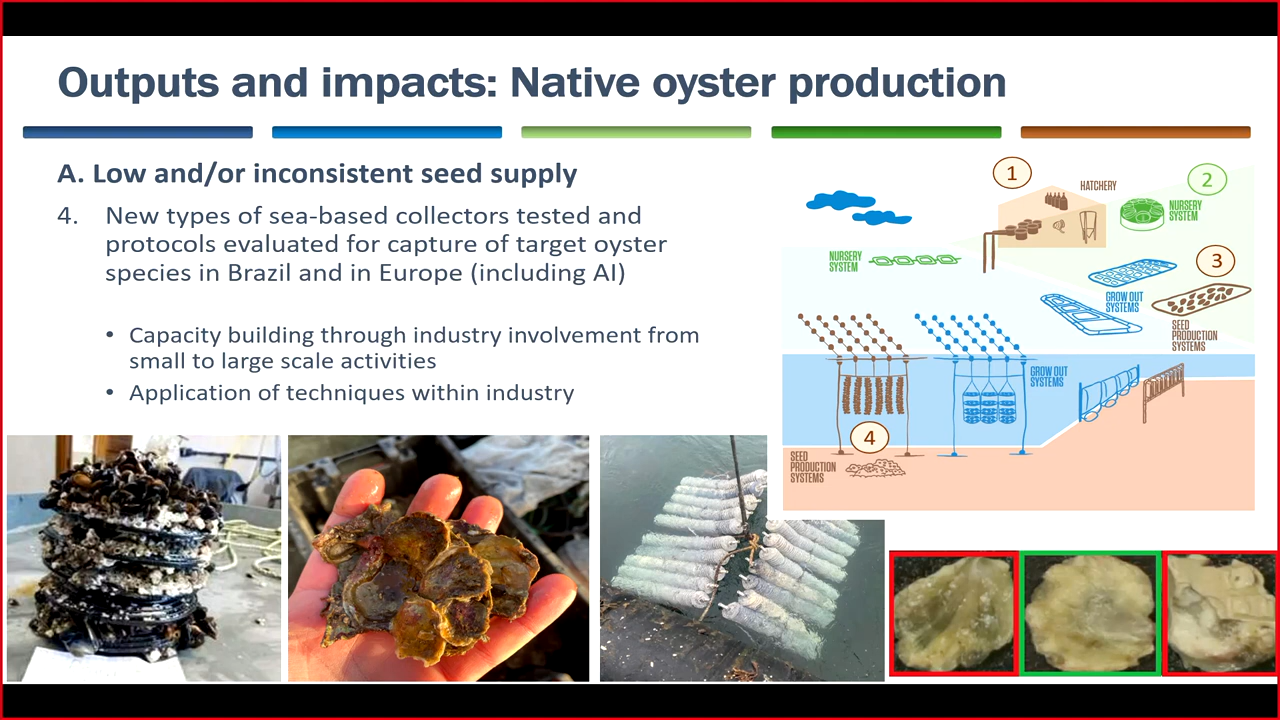 Outputs and impacts: Native oyster production
A. Low and/or inconsistent seed supply
4. New types of sea-based collectors tested and
protocols evaluated for capture of target oyster
species in Brazil and in Europe (including AI)
• Capacity building through industry involvement from
small to large scale activities
• Application of techniques within industry
1
HATCHERY
2
NURSERY
SYSTEM
NURSERY
SYSTEM
3
GROW OUT
SYSTEMS
SEED
PRODUCTION
SYSTEMS
GROW OUT
SYSTEMS
4
SEED
PRODUCTION
SYSTEMS